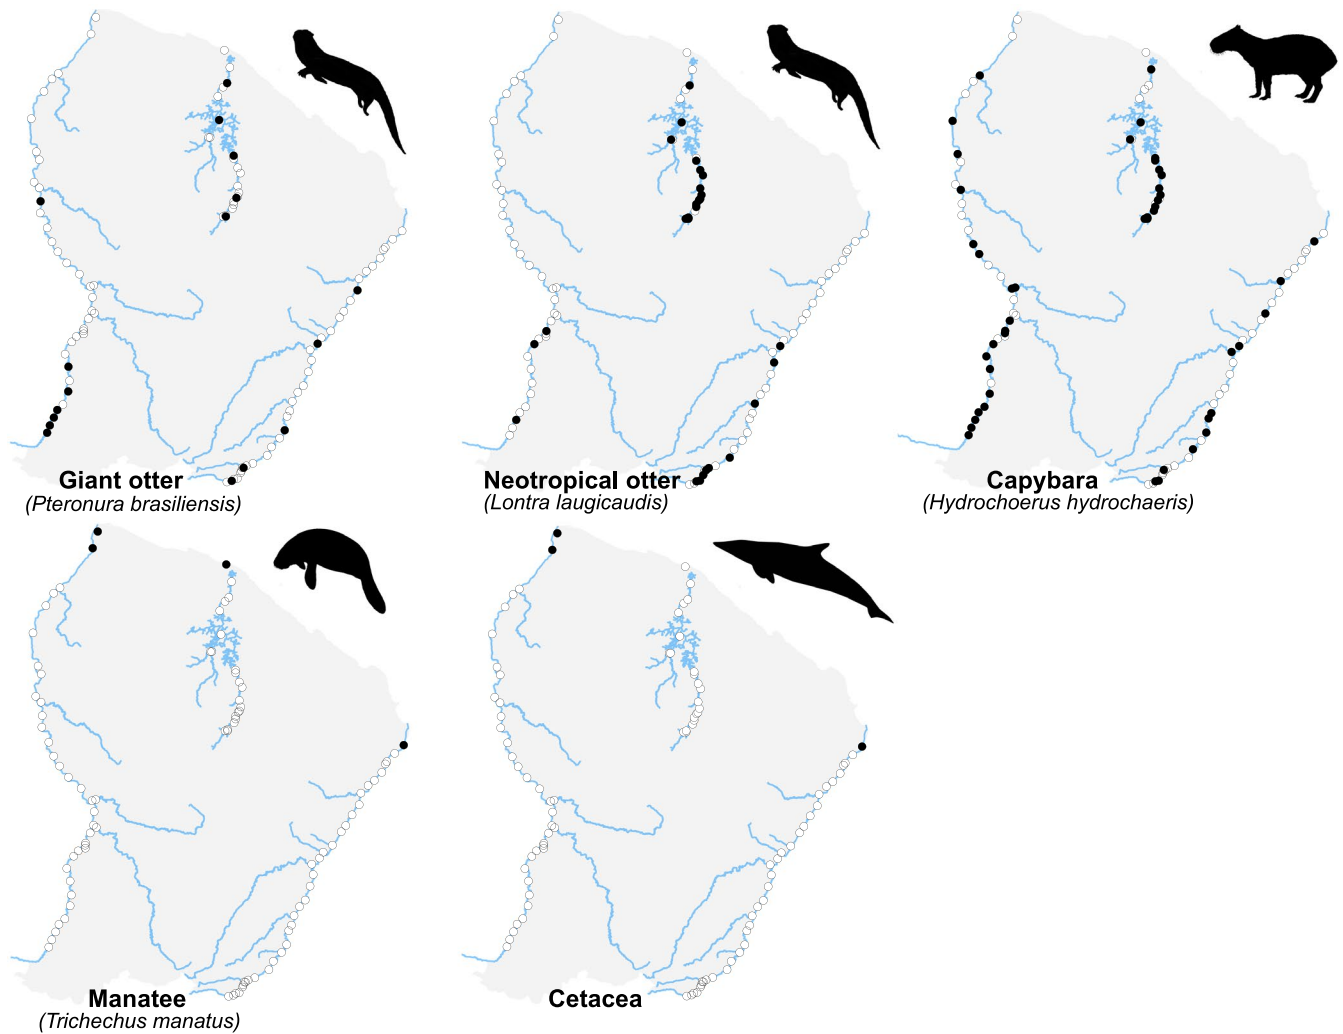 Giant otter
(Pteronura brasiliensis)
Neotropical otter
(Lontra laugicaudis)
Capybara
(Hydrochoerus hydrochaeris)
Manatee
(Trichechus manatus)
Cetacea